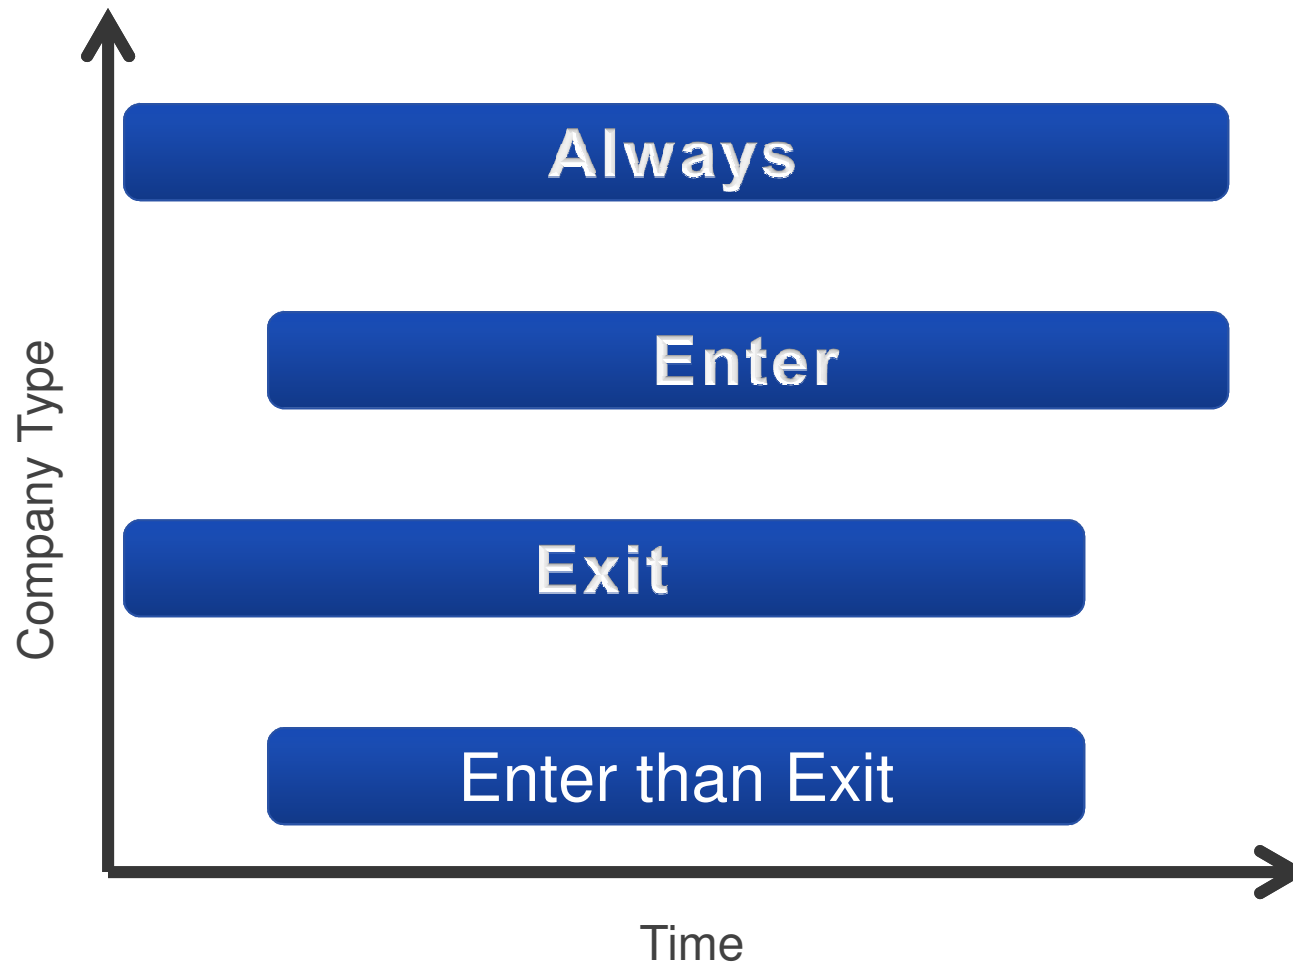 Always
Enter
Exit
Enter than Exit
Company Type
Time